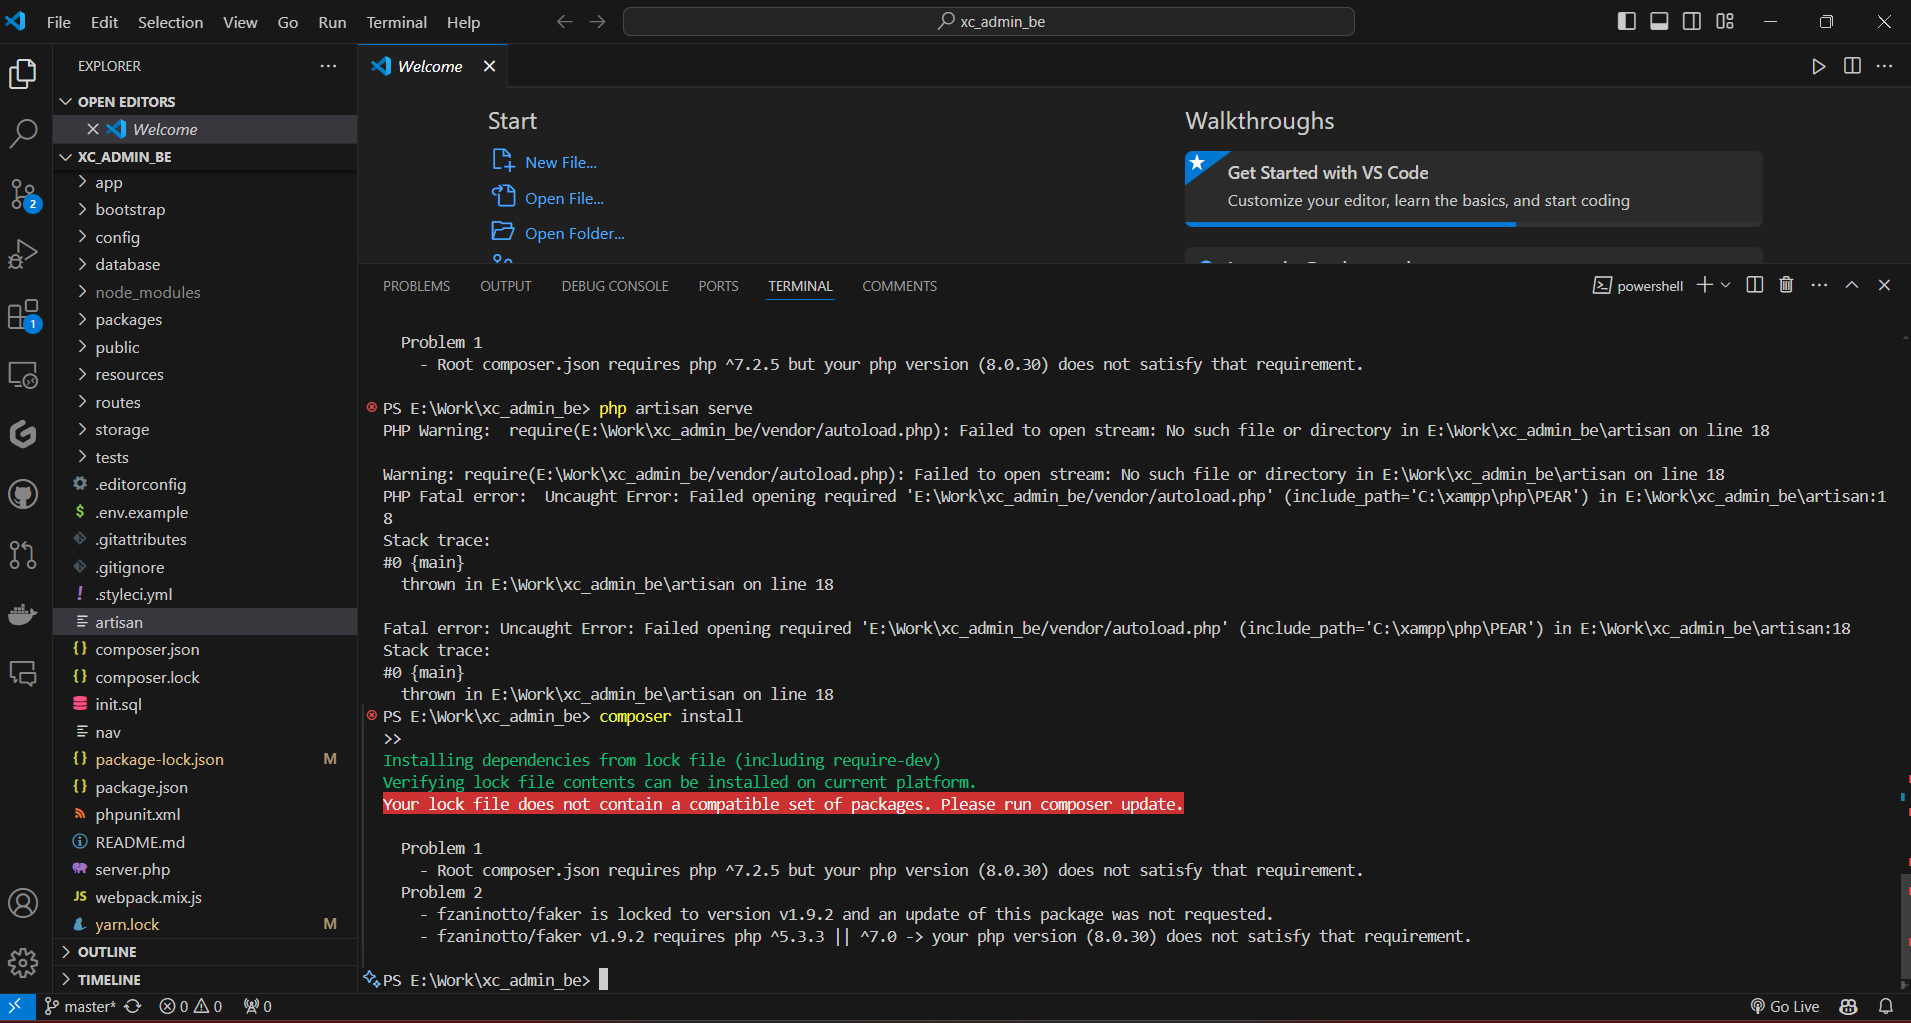 File Edit Selection View Go Run Terminal Help
xc_admin_be
EXPLORER
OPEN EDITORS
Welcome
XC_ADMIN_BE
app
bootstrap
config
database
node_modules
packages
public
resources
routes
storage
tests
.editorconfig
$ .env.example
.gitattributes
.gitignore
! .styleci.yml
artisan
{} composer.json
{} composer.lock
init.sql
nav
{} package-lock.json M
{} package.json
phpunit.xml
README.md
server.php
JS webpack.mix.js
yarn.lock M
OUTLINE
TIMELINE
2
1
Welcome
Start
New File...
Open File...
Open Folder...
Walkthroughs
Get Started with VS Code
Customize your editor, learn the basics, and start coding
PROBLEMS OUTPUT DEBUG CONSOLE PORTS TERMINAL COMMENTS
powershell
Problem 1
- Root composer.json requires php ^7.2.5 but your php version (8.0.30) does not satisfy that requirement.
PS E:\Work\xc_admin_be> php artisan serve
PHP Warning:  require(E:\Work\xc_admin_be/vendor/autoload.php): Failed to open stream: No such file or directory in E:\Work\xc_admin_be\artisan on line 18
Warning: require(E:\Work\xc_admin_be/vendor/autoload.php): Failed to open stream: No such file or directory in E:\Work\xc_admin_be\artisan on line 18
PHP Fatal error:  Uncaught Error: Failed opening required 'E:\Work\xc_admin_be/vendor/autoload.php' (include_path='C:\xampp\php\PEAR') in E:\Work\xc_admin_be\artisan:1
8
Stack trace:
#0 {main}
thrown in E:\Work\xc_admin_be\artisan on line 18
Fatal error: Uncaught Error: Failed opening required 'E:\Work\xc_admin_be/vendor/autoload.php' (include_path='C:\xampp\php\PEAR') in E:\Work\xc_admin_be\artisan:18
Stack trace:
#0 {main}
thrown in E:\Work\xc_admin_be\artisan on line 18
PS E:\Work\xc_admin_be> composer install
>>
Installing dependencies from lock file (including require-dev)
Verifying lock file contents can be installed on current platform.
Your lock file does not contain a compatible set of packages. Please run composer update.
Problem 1
- Root composer.json requires php ^7.2.5 but your php version (8.0.30) does not satisfy that requirement.
Problem 2
- fzaninotto/faker is locked to version v1.9.2 and an update of this package was not requested.
- fzaninotto/faker v1.9.2 requires php ^5.3.3 || ^7.0 -> your php version (8.0.30) does not satisfy that requirement.
PS E:\Work\xc_admin_be>
master* 0 0 0 Go Live